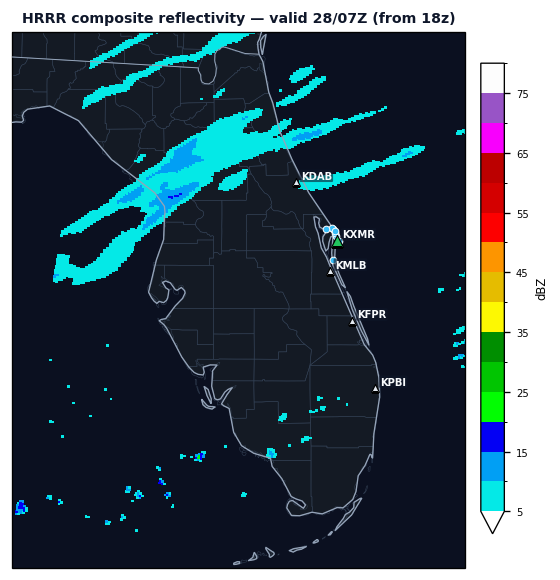 HRRR composite reflectivity — valid 28/07Z (from 18z)
KDAB
KXMR
KMLB
KFPR
KPBI
75
65
55
45
35
25
15
5
dBZ